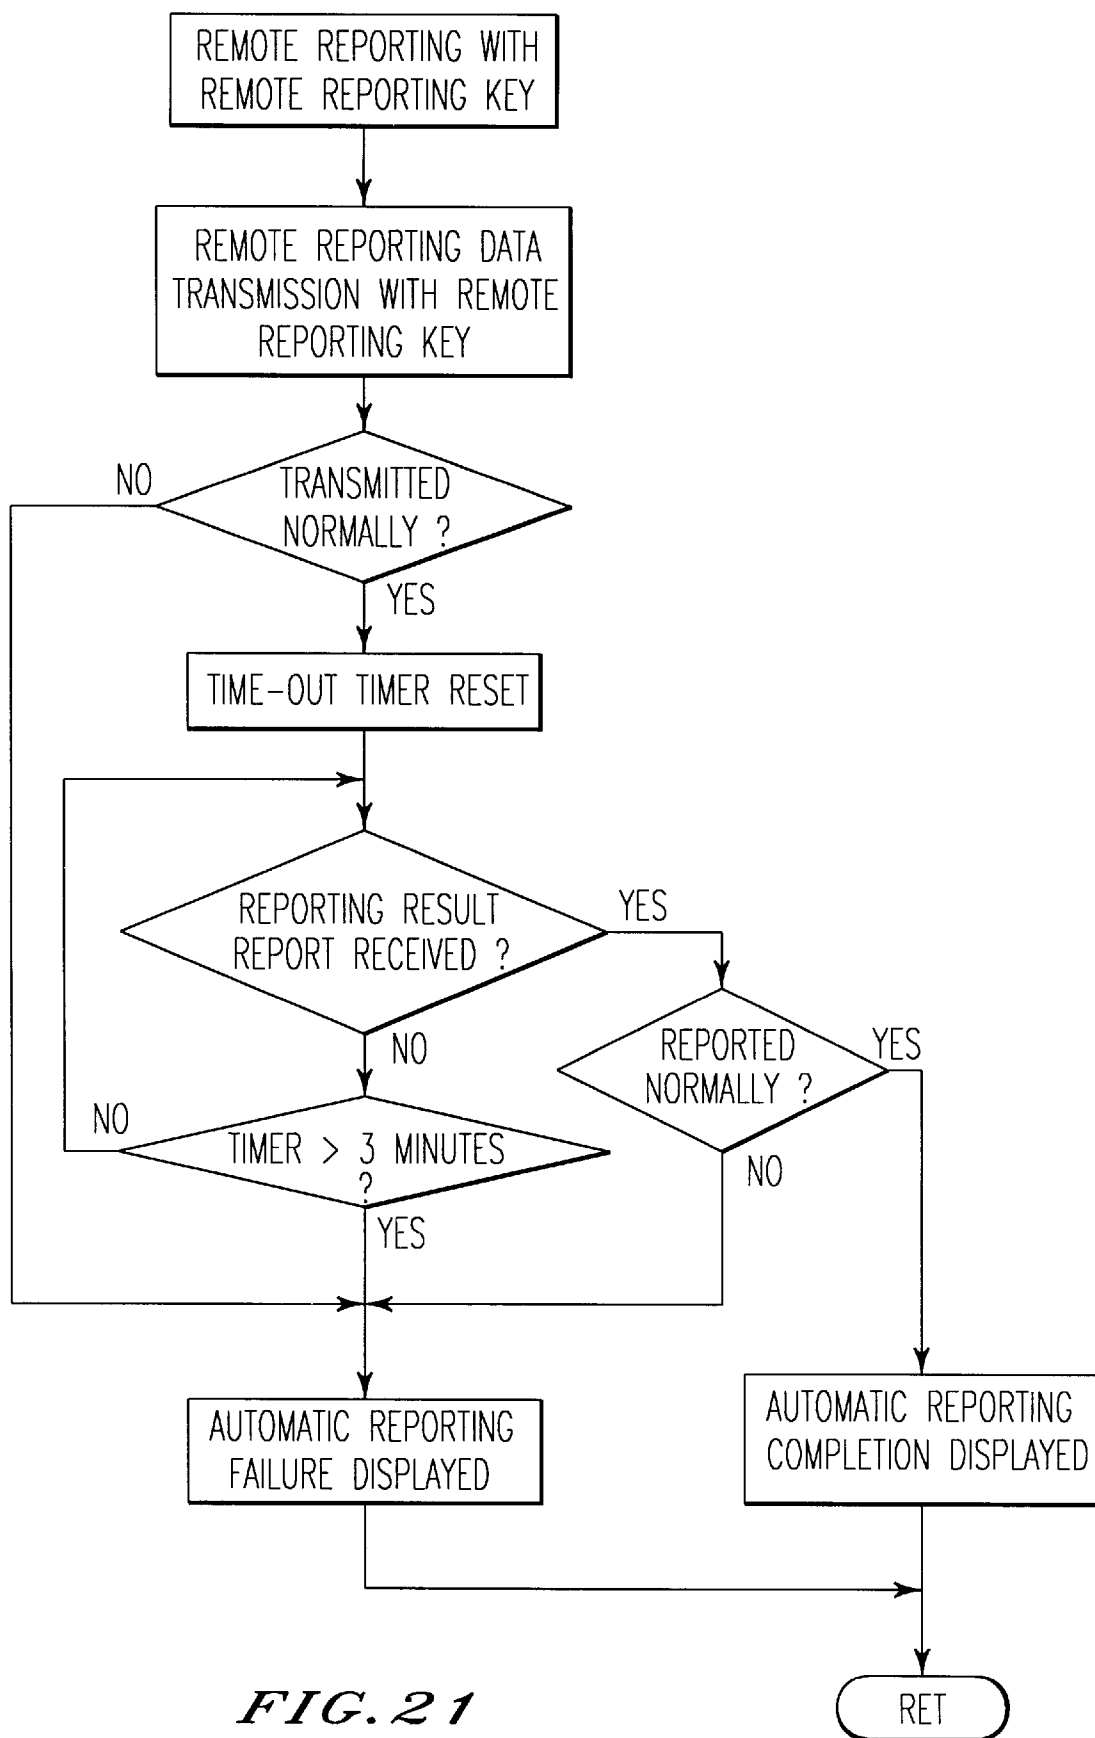 REMOTE REPORTING WITH
REMOTE REPORTING KEY
REMOTE REPORTING DATA
TRANSMISSION WITH REMOTE
REPORTING KEY
NO
TRANSMITTED
NORMALLY ?
YES
TIME-OUT TIMER RESET
REPORTING RESULT
REPORT RECEIVED ?
YES
NO
REPORTED
NORMALLY ?
YES
NO
NO
TIMER > 3 MINUTES
?
YES
AUTOMATIC REPORTING
FAILURE DISPLAYED
AUTOMATIC REPORTING
COMPLETION DISPLAYED
RET
FIG. 21